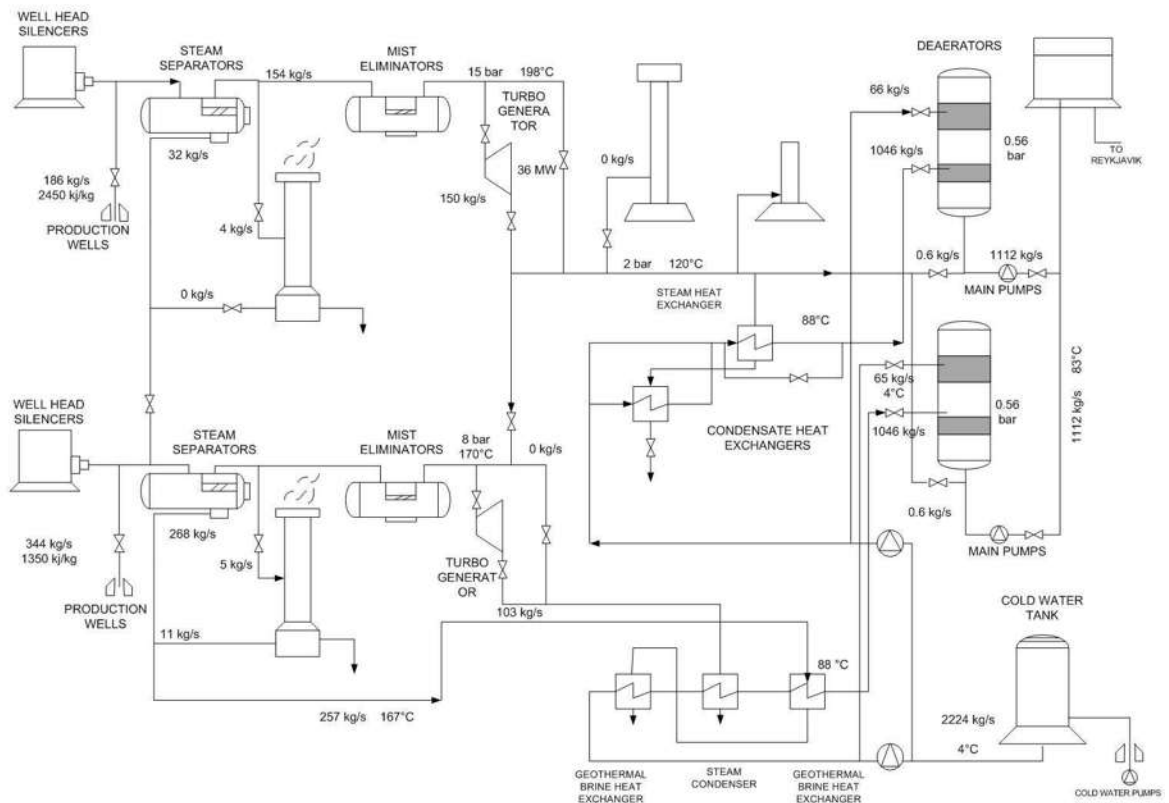 WELL HEAD
SILENCERS
STEAM
SEPARATORS
154 kg/s
MIST
ELIMINATORS
15 bar 198°C
TURBO
GENERA
TOR
36 MW
150 kg/s
32 kg/s
186 kg/s
2450 kj/kg
PRODUCTION
WELLS
4 kg/s
0 kg/s
0 kg/s
2 bar 120°C
STEAM HEAT
EXCHANGER
88°C
CONDENSATE HEAT
EXCHANGERS
DEAERATORS
66 kg/s
0.56
bar
1046 kg/s
TO
REYKJAVIK
0.6 kg/s
1112 kg/s
MAIN PUMPS
65 kg/s
4°C
0.56
bar
1046 kg/s
1112 kg/s 83°C
0.6 kg/s
MAIN PUMPS
WELL HEAD
SILENCERS
STEAM
SEPARATORS
MIST
ELIMINATORS
8 bar
170°C
0 kg/s
268 kg/s
344 kg/s
1350 kj/kg
PRODUCTION
WELLS
5 kg/s
TURBO
GENERAT
OR
103 kg/s
11 kg/s
257 kg/s 167°C
88 °C
GEOTHERMAL
BRINE HEAT
EXCHANGER
STEAM
CONDENSER
GEOTHERMAL
BRINE HEAT
EXCHANGER
COLD WATER
TANK
2224 kg/s
4°C
COLD WATER PUMPS